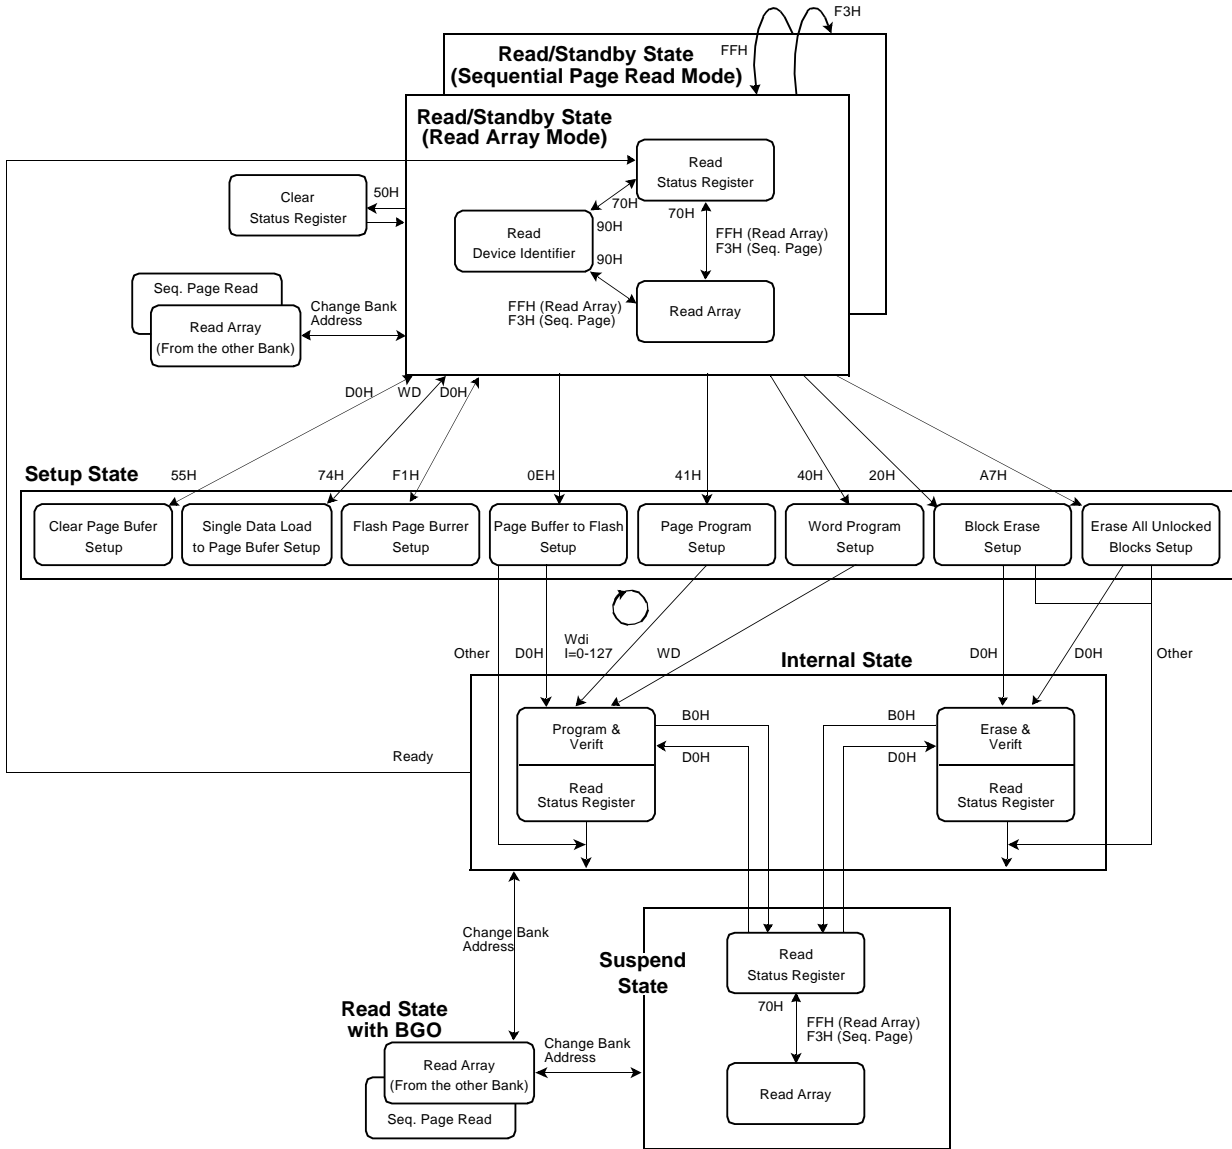 F3H
FFH
Read/Standby State
(Sequential Page Read Mode)
Read/Standby State
(Read Array Mode)
Read
Status Register
50H
Clear
Status Register
70H
70H
90H
Read
Device Identifier
FFH (Read Array)
F3H (Seq. Page)
90H
Seq. Page Read
Change Bank
Address
FFH (Read Array)
F3H (Seq. Page)
Read Array
Read Array
(From the other Bank)
D0H
WD
D0H
Setup State
55H
74H
F1H
0EH
41H
40H
20H
A7H
Clear Page Bufer
Setup
Single Data Load
to Page Bufer Setup
Flash Page Burrer
Setup
Page Buffer to Flash
Setup
Page Program
Setup
Word Program
Setup
Block Erase
Setup
Erase All Unlocked
Blocks Setup
Other
D0H
Wdi
I=0-127
WD
Internal State
D0H
D0H
Other
Program &
Verift
B0H
D0H
B0H
D0H
Erase &
Verift
Ready
Read
Status Register
Read
Status Register
Change Bank
Address
Suspend
State
Read
Status Register
70H
FFH (Read Array)
F3H (Seq. Page)
Read State
with BGO
Change Bank
Address
Read Array
(From the other Bank)
Read Array
Seq. Page Read